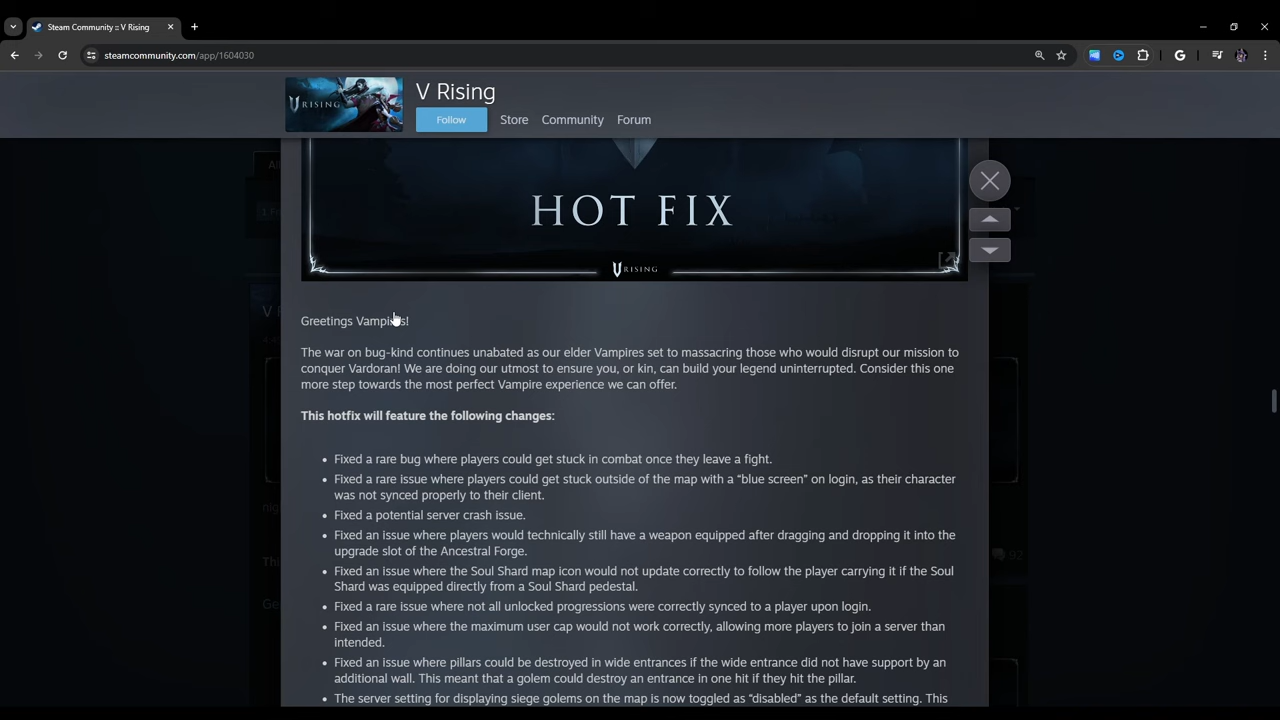 Steam Community :: V Rising
steamcommunity.com/app/1604030
V RISING
V Rising
Follow
Store
Community
Forum
HOT FIX
V RISING
Greetings Vampires!
The war on bug-kind continues unabated as our elder Vampires set to massacring those who would disrupt our mission to
conquer Vardoran! We are doing our utmost to ensure you, or kin, can build your legend uninterrupted. Consider this one
more step towards the most perfect Vampire experience we can offer.
This hotfix will feature the following changes:
• Fixed a rare bug where players could get stuck in combat once they leave a fight.
• Fixed a rare issue where players could get stuck outside of the map with a “blue screen” on login, as their character
was not synced properly to their client.
• Fixed a potential server crash issue.
• Fixed an issue where players would technically still have a weapon equipped after dragging and dropping it into the
upgrade slot of the Ancestral Forge.
• Fixed an issue where the Soul Shard map icon would not update correctly to follow the player carrying it if the Soul
Shard was equipped directly from a Soul Shard pedestal.
• Fixed a rare issue where not all unlocked progressions were correctly synced to a player upon login.
• Fixed an issue where the maximum user cap would not work correctly, allowing more players to join a server than
intended.
• Fixed an issue where pillars could be destroyed in wide entrances if the wide entrance did not have support by an
additional wall. This meant that a golem could destroy an entrance in one hit if they hit the pillar.
• The server setting for displaying siege golems on the map is now toggled as “disabled” as the default setting. This
92